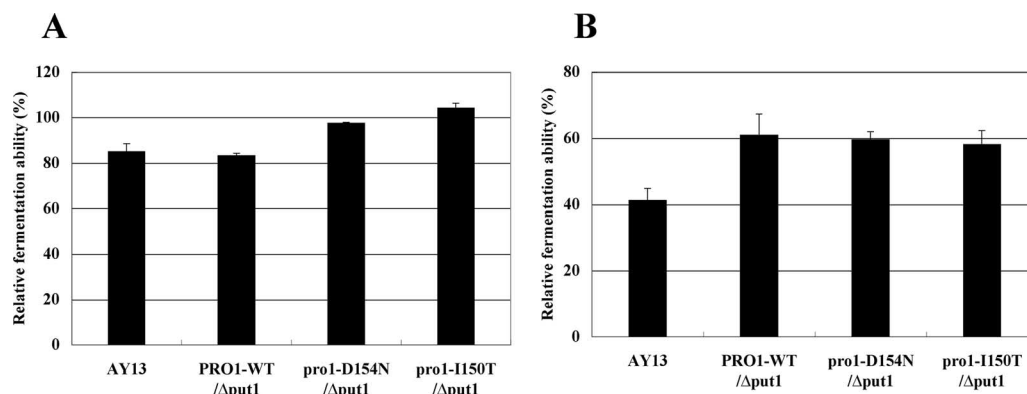 A
Relative fermentation ability (%)
120
100
80
60
40
20
0
AY13
PRO1-WT
/Δput1
pro1-D154N
/Δput1
pro1-I150T
/Δput1
B
Relative fermentation ability (%)
80
60
40
20
0
AY13
PRO1-WT
/Δput1
pro1-D154N
/Δput1
pro1-I150T
/Δput1